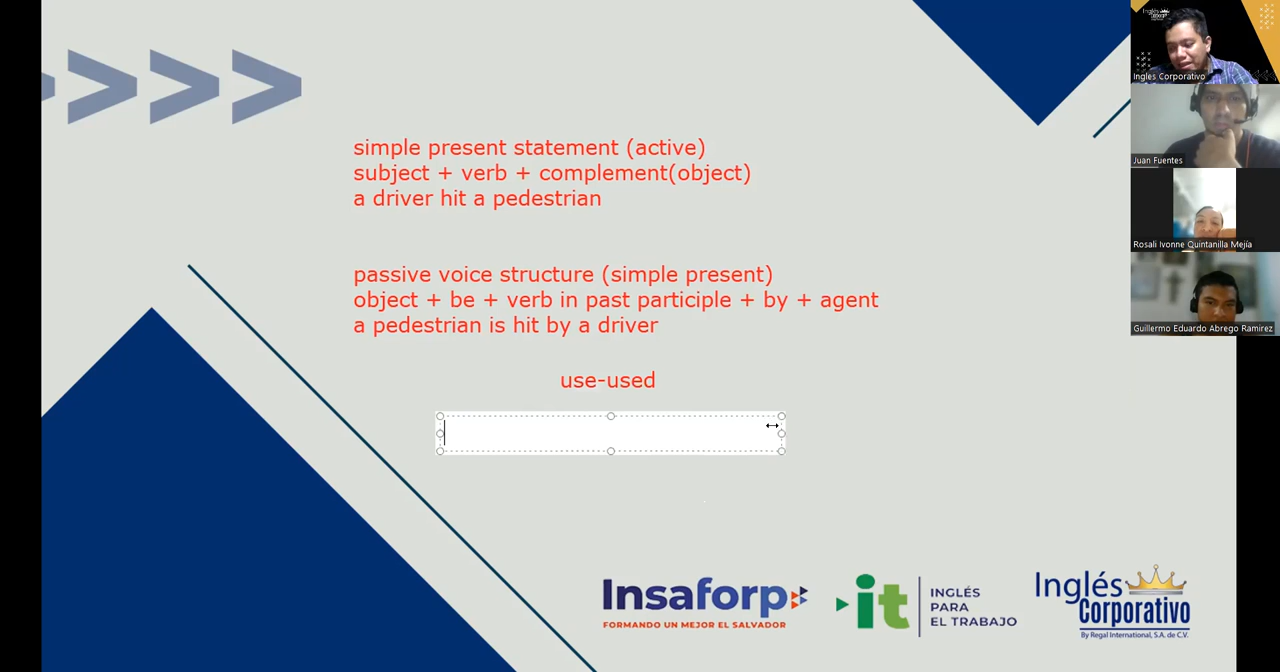 simple present statement (active)
subject + verb + complement(object)
a driver hit a pedestrian
passive voice structure (simple present)
object + be + verb in past participle + by + agent
a pedestrian is hit by a driver
use-used
Insaforp
FORMANDO UN MEJOR EL SALVADOR
it
INGLÉS
PARA
EL TRABAJO
Inglés
Corporativo
By Regal International, S.A. de C.V.
Ingles Corporativo
Juan Fuentes
Rosali Ivonne Quintanilla Mejía
Guillermo Eduardo Abrego Ramirez